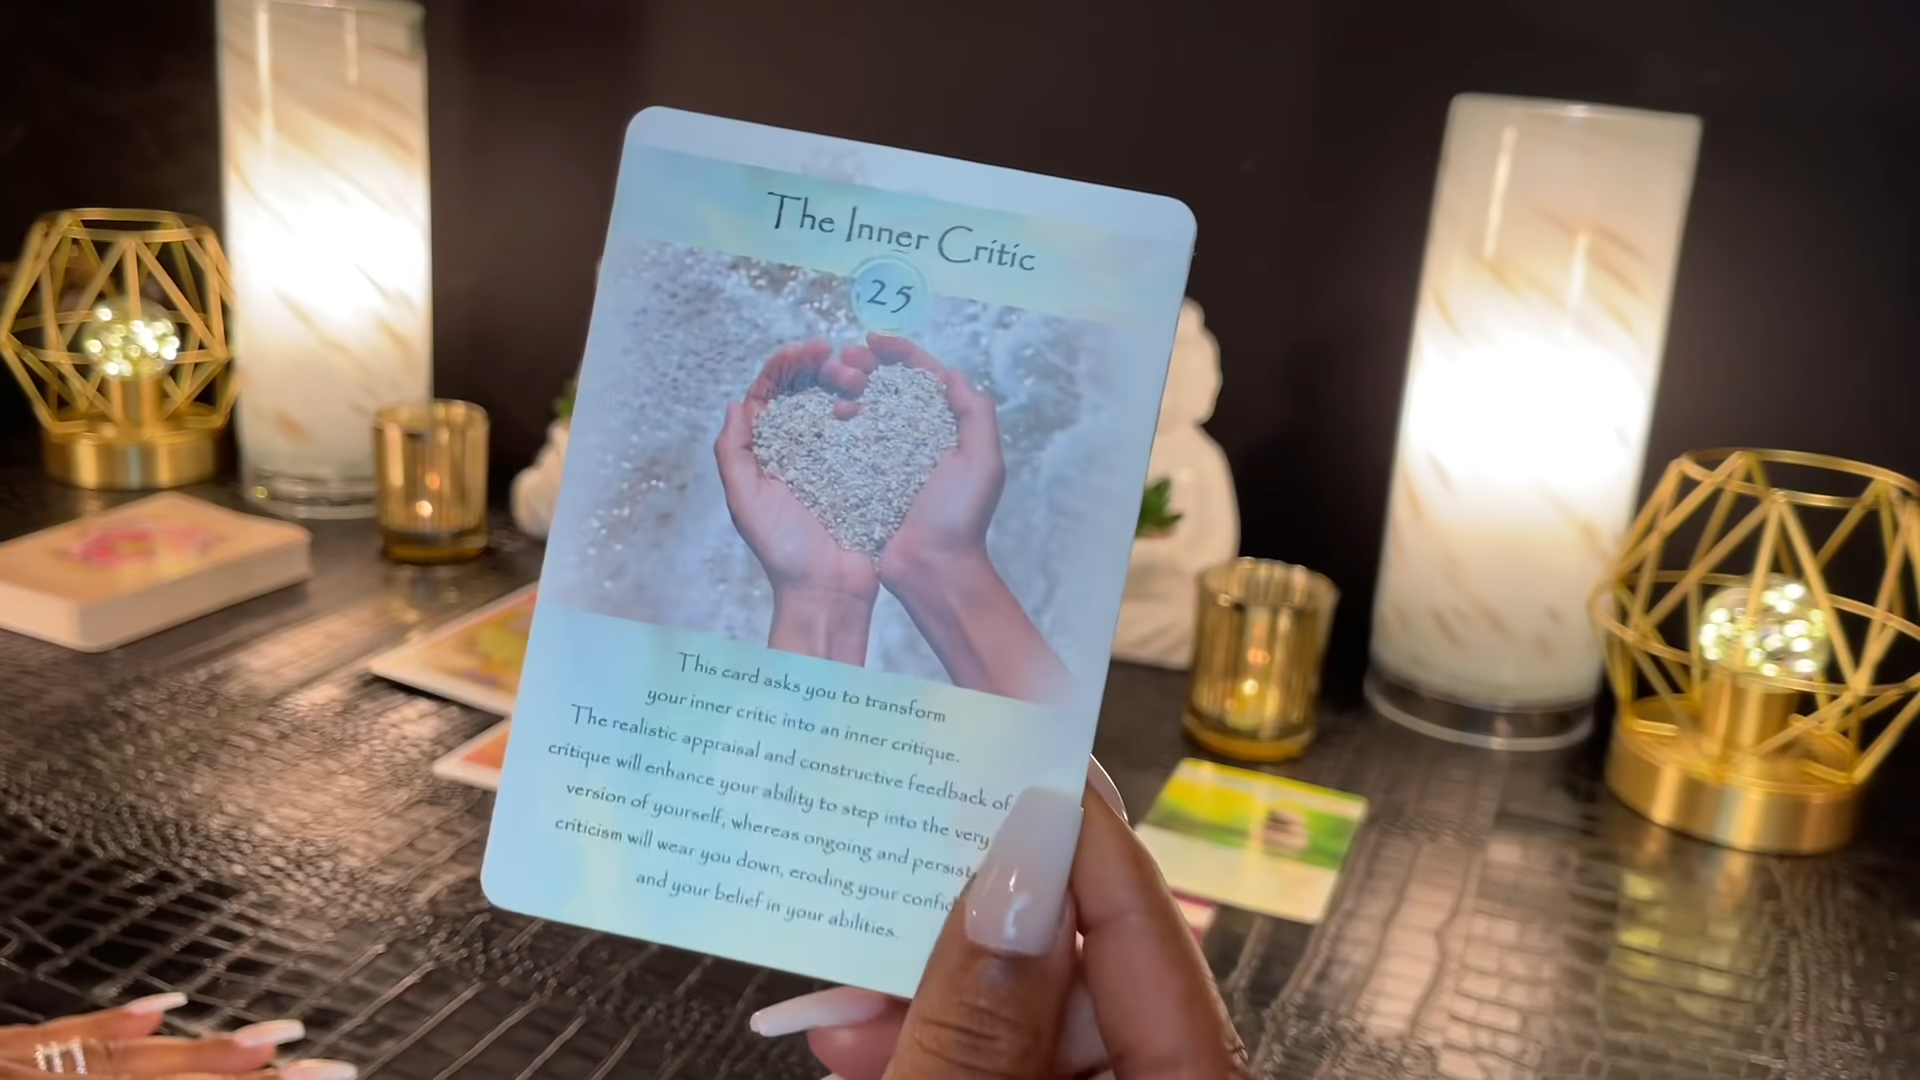 The Inner Critic
25
This card asks you to transform
your inner critic into an inner critique.
The realistic appraisal and constructive feedback of
critique will enhance your ability to step into the very
version of yourself, whereas ongoing and
criticism will wear you down, eroding your
and your belief in your abilities.